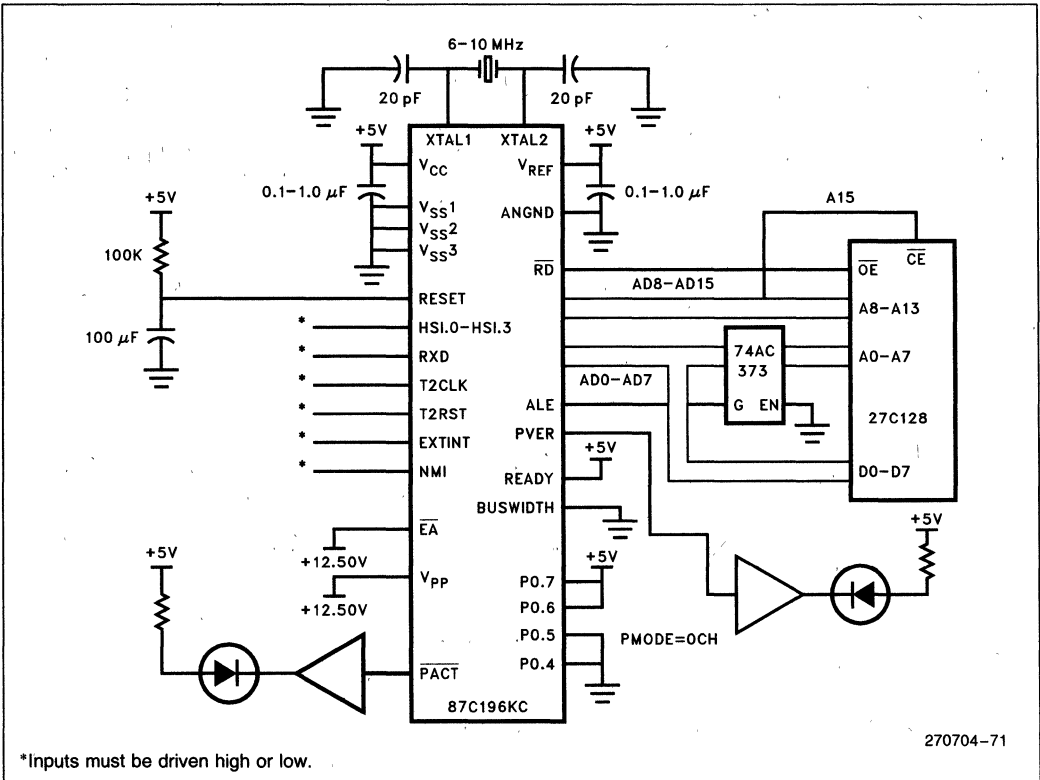 6-10 MHz
20 pF
20 pF
XTAL1
XTAL2
+5V
+5V
VCC
VREF
0.1-1.0 μF
0.1-1.0 μF
VSS1
ANGND
VSS2
VSS3
A15
+5V
100K
RD
OE
CE
AD8-AD15
RESET
A8-A13
100 μF
*
HSI.0-HSI.3
74AC
373
A0-A7
*
RXD
AD0-AD7
*
T2CLK
ALE
G
EN
27C128
*
T2RST
PVER
*
EXTINT
+5V
*
NMI
READY
D0-D7
BUSWIDTH
EA
+12.50V
+5V
+5V
+5V
VPP
+12.50V
P0.7
P0.6
P0.5
PMODE=0CH
P0.4
PACT
87C196KC
270704-71
*Inputs must be driven high or low.